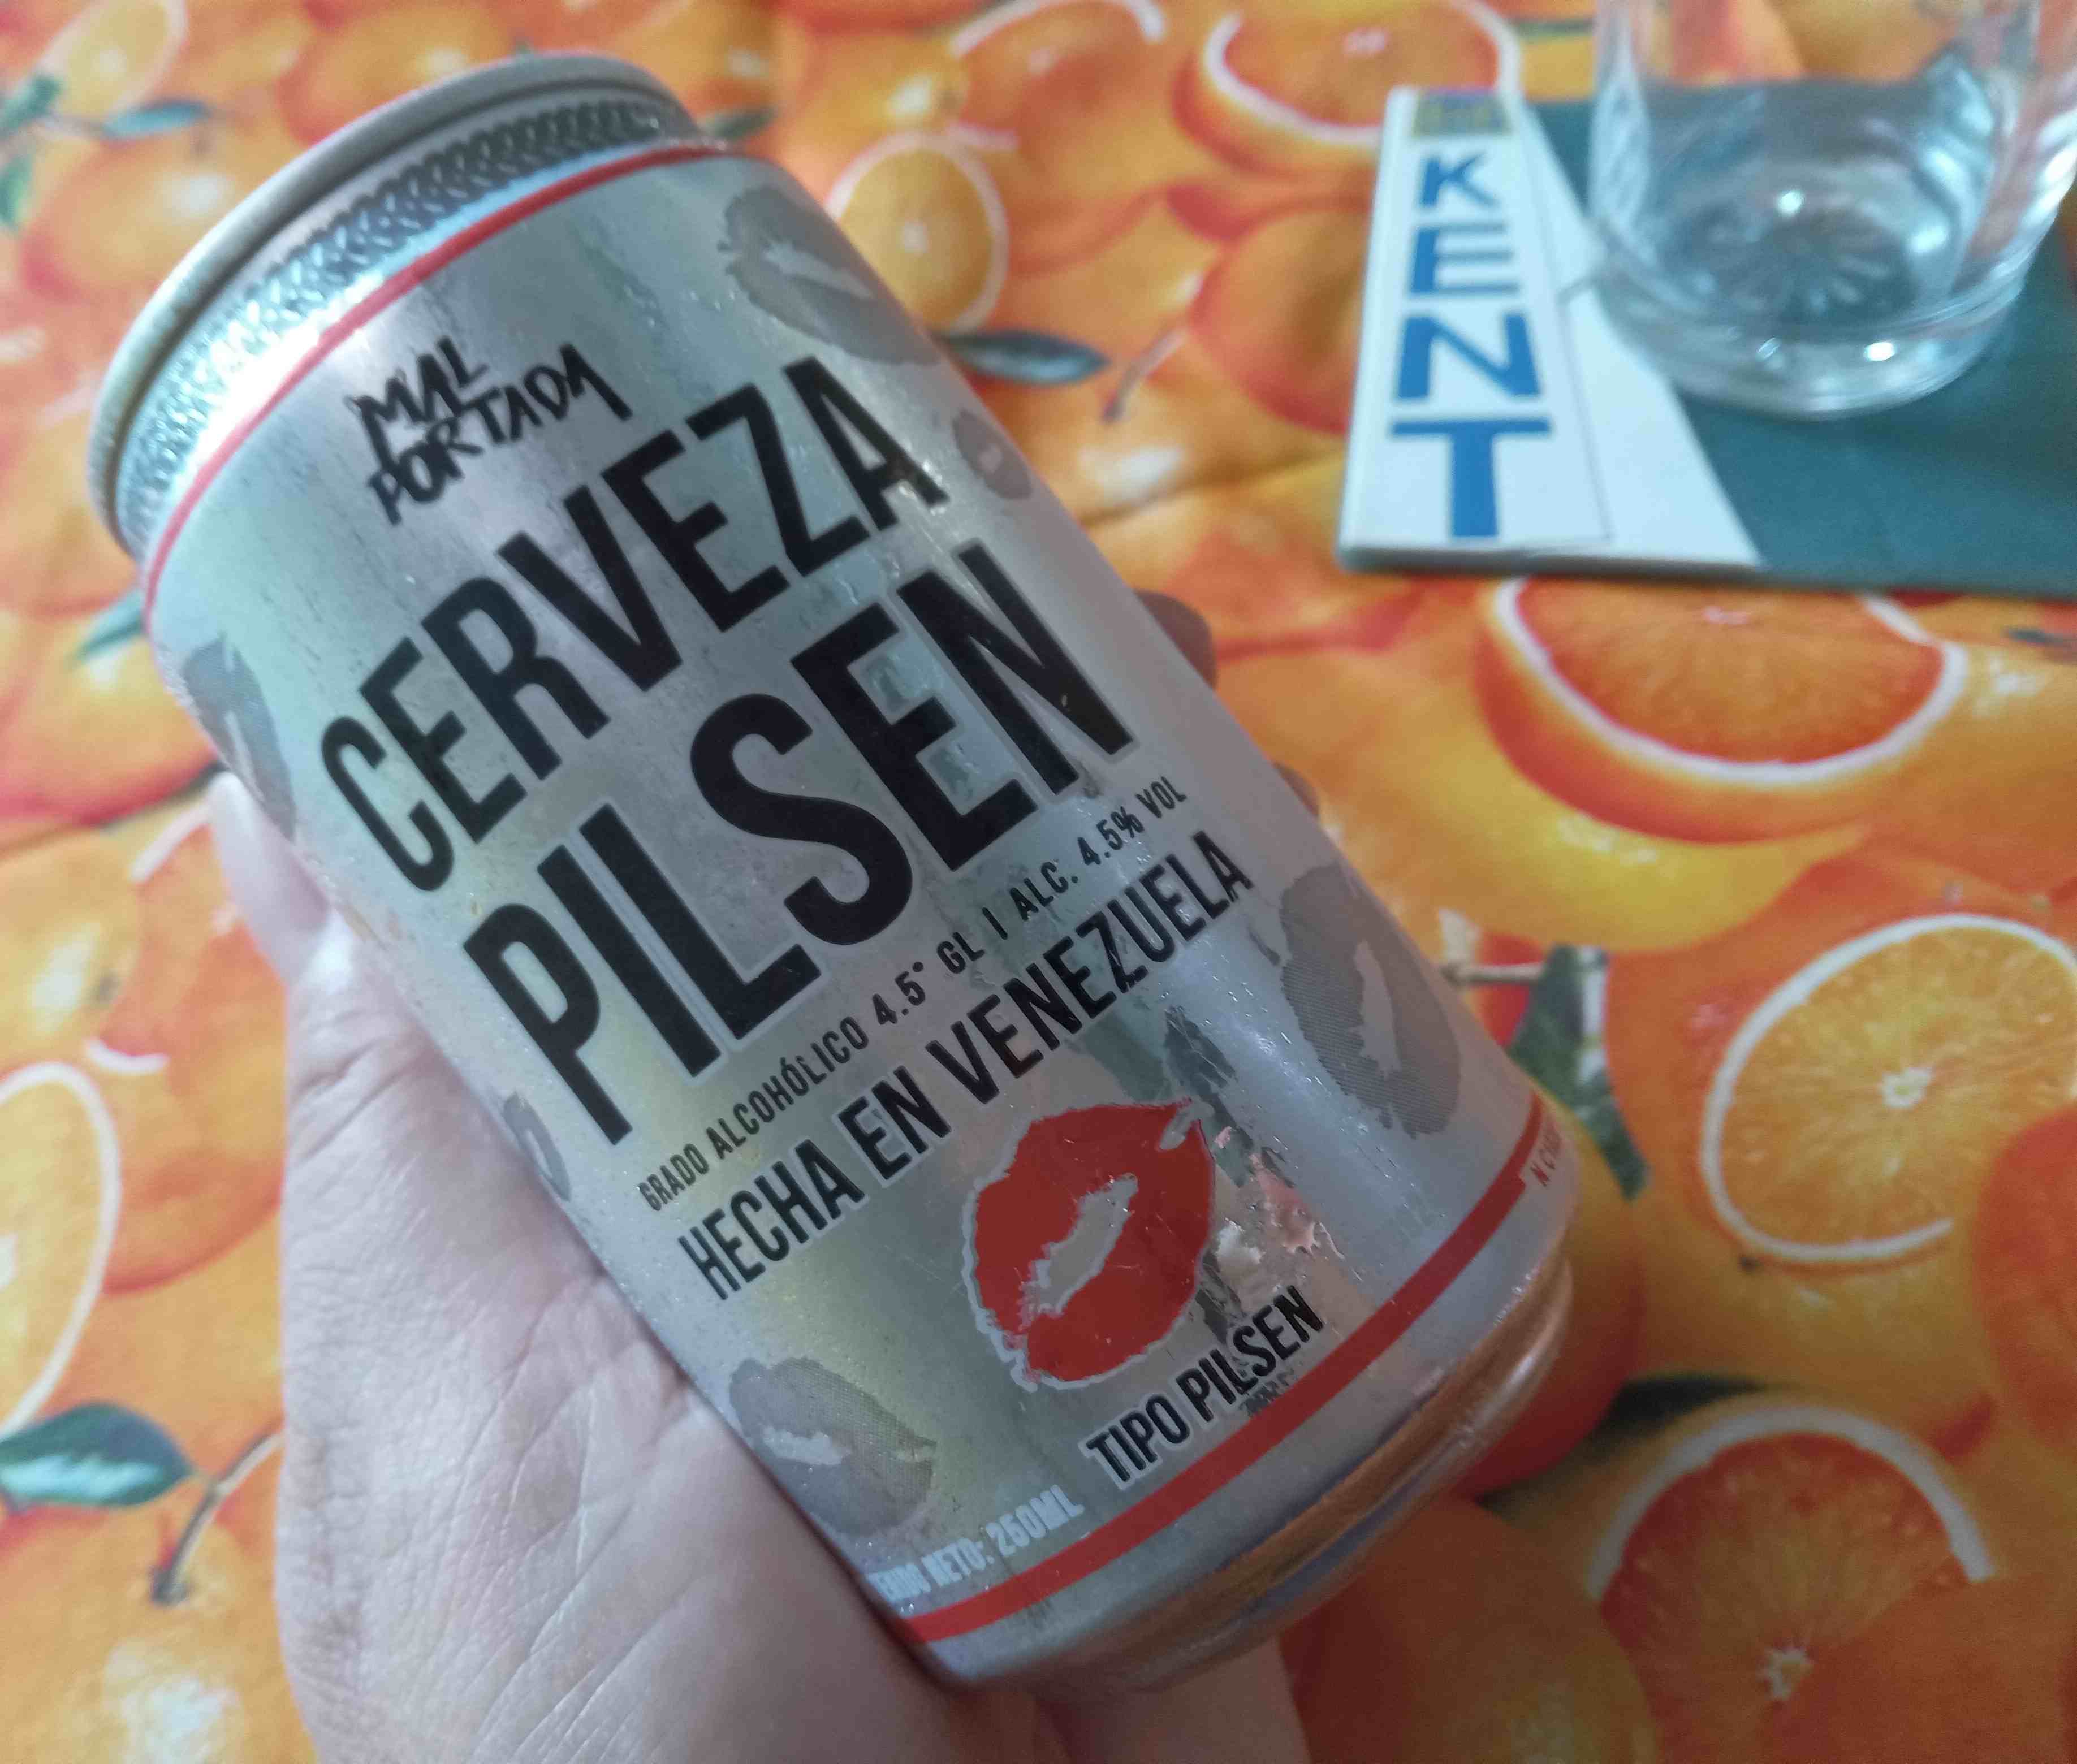 MAL
PORTADA
CERVEZA
PILSEN
GRADO ALCOHÓLICO 4.5° GL | ALC. 4.5% VOL
HECHA EN VENEZUELA
TIPO PILSEN
NETO: 250ML
KENT